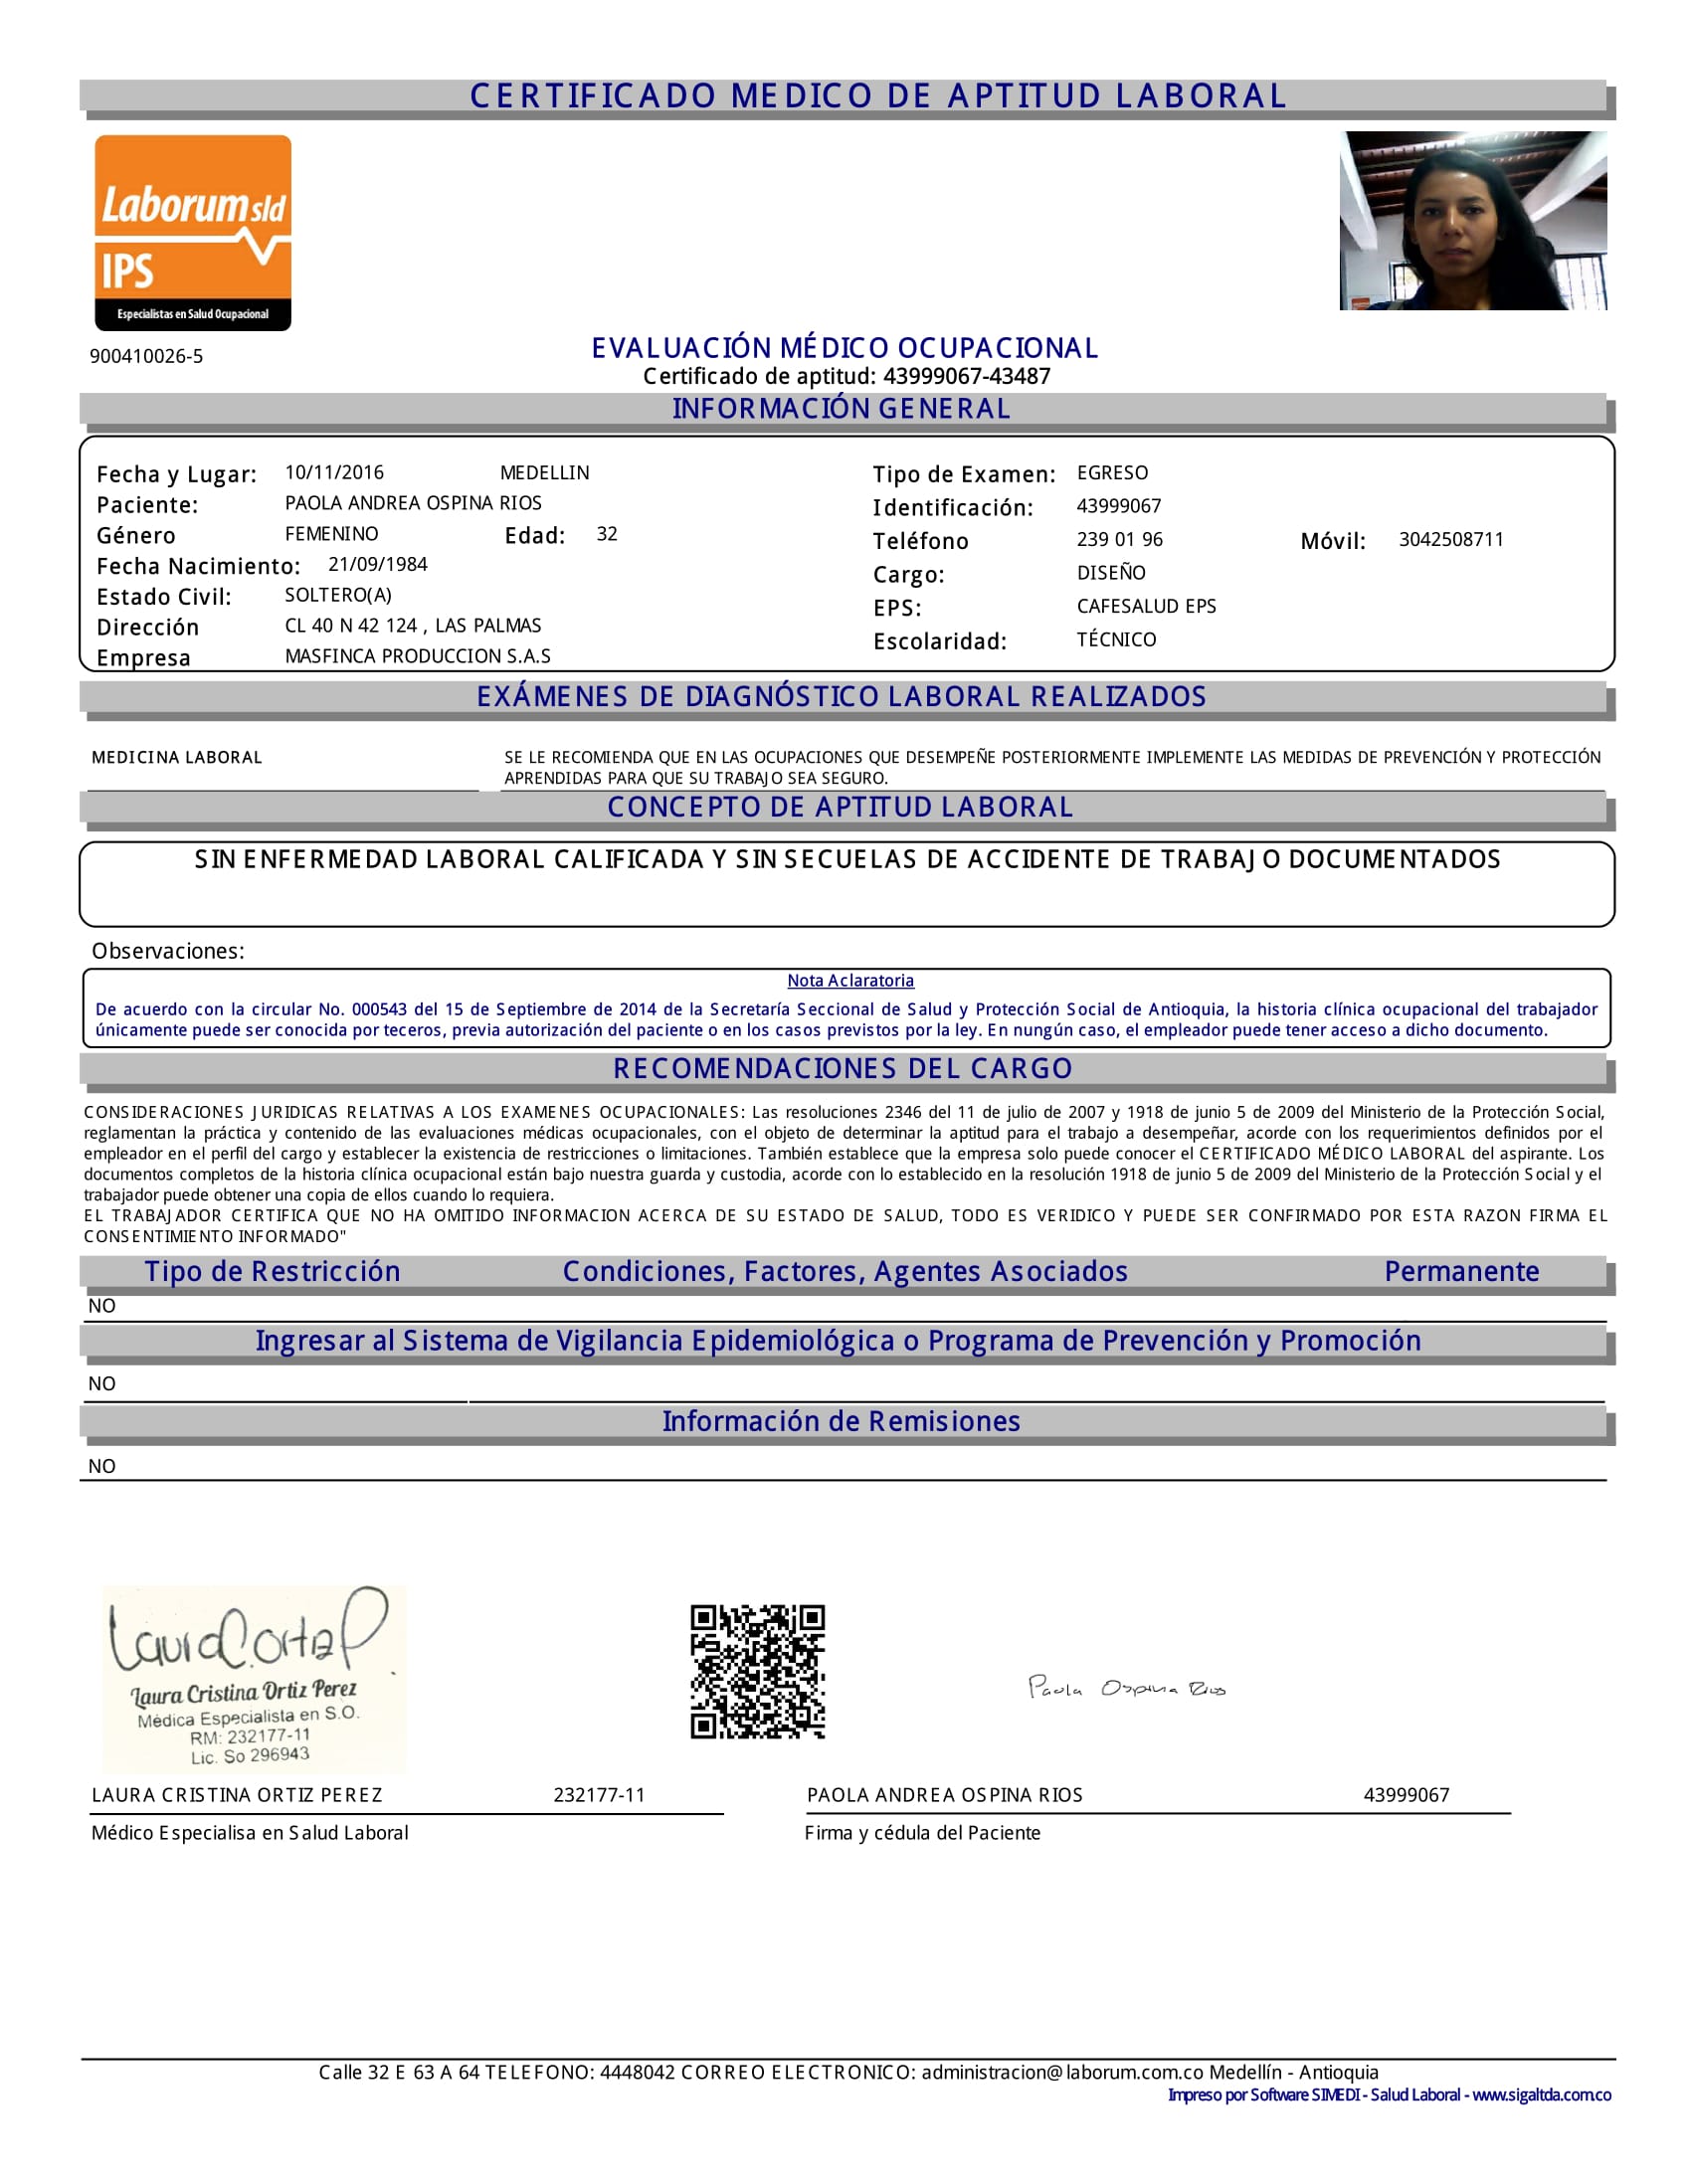 CERTIFICADO MEDICO DE APTITUD LABORAL
Laborum sld
IPS
Especialistas en Salud Ocupacional
900410026-5
EVALUACIÓN MÉDICO OCUPACIONAL
Certificado de aptitud: 43999067-43487
INFORMACIÓN GENERAL
Fecha y Lugar: 10/11/2016 MEDELLIN Tipo de Examen: EGRESO
Paciente: PAOLA ANDREA OSPINA RIOS Identificación: 43999067
Género FEMENINO Edad: 32 Teléfono 239 01 96 Móvil: 3042508711
Fecha Nacimiento: 21/09/1984 Cargo: DISEÑO
Estado Civil: SOLTERO(A) EPS: CAFESALUD EPS
Dirección CL 40 N 42 124 , LAS PALMAS Escolaridad: TÉCNICO
Empresa MASFINCA PRODUCCION S.A.S
EXÁMENES DE DIAGNÓSTICO LABORAL REALIZADOS
MEDICINA LABORAL SE LE RECOMIENDA QUE EN LAS OCUPACIONES QUE DESEMPEÑE POSTERIORMENTE IMPLEMENTE LAS MEDIDAS DE PREVENCIÓN Y PROTECCIÓN
APRENDIDAS PARA QUE SU TRABAJO SEA SEGURO.
CONCEPTO DE APTITUD LABORAL
SIN ENFERMEDAD LABORAL CALIFICADA Y SIN SECUELAS DE ACCIDENTE DE TRABAJO DOCUMENTADOS
Observaciones:
Nota Aclaratoria
De acuerdo con la circular No. 000543 del 15 de Septiembre de 2014 de la Secretaría Seccional de Salud y Protección Social de Antioquia, la historia clínica ocupacional del trabajador
únicamente puede ser conocida por teceros, previa autorización del paciente o en los casos previstos por la ley. En nungún caso, el empleador puede tener acceso a dicho documento.
RECOMENDACIONES DEL CARGO
CONSIDERACIONES JURIDICAS RELATIVAS A LOS EXAMENES OCUPACIONALES: Las resoluciones 2346 del 11 de julio de 2007 y 1918 de junio 5 de 2009 del Ministerio de la Protección Social,
reglamentan la práctica y contenido de las evaluaciones médicas ocupacionales, con el objeto de determinar la aptitud para el trabajo a desempeñar, acorde con los requerimientos definidos por el
empleador en el perfil del cargo y establecer la existencia de restricciones o limitaciones. También establece que la empresa solo puede conocer el CERTIFICADO MÉDICO LABORAL del aspirante. Los
documentos completos de la historia clínica ocupacional están bajo nuestra guarda y custodia, acorde con lo establecido en la resolución 1918 de junio 5 de 2009 del Ministerio de la Protección Social y el
trabajador puede obtener una copia de ellos cuando lo requiera.
EL TRABAJADOR CERTIFICA QUE NO HA OMITIDO INFORMACION ACERCA DE SU ESTADO DE SALUD, TODO ES VERIDICO Y PUEDE SER CONFIRMADO POR ESTA RAZON FIRMA EL
CONSENTIMIENTO INFORMADO"
Tipo de Restricción Condiciones, Factores, Agentes Asociados Permanente
NO
Ingresar al Sistema de Vigilancia Epidemiológica o Programa de Prevención y Promoción
NO
Información de Remisiones
NO
Laura C. Ortiz P.
Laura Cristina Ortiz Perez
Médica Especialista en S.O.
RM: 232177-11
Lic. So 296943
Paola Ospina Rios
LAURA CRISTINA ORTIZ PEREZ 232177-11 PAOLA ANDREA OSPINA RIOS 43999067
Médico Especialisa en Salud Laboral Firma y cédula del Paciente
Calle 32 E 63 A 64 TELEFONO: 4448042 CORREO ELECTRONICO: administracion@laborum.com.co Medellín - Antioquia
Impreso por Software SIMEDI - Salud Laboral - www.sigaltda.com.co